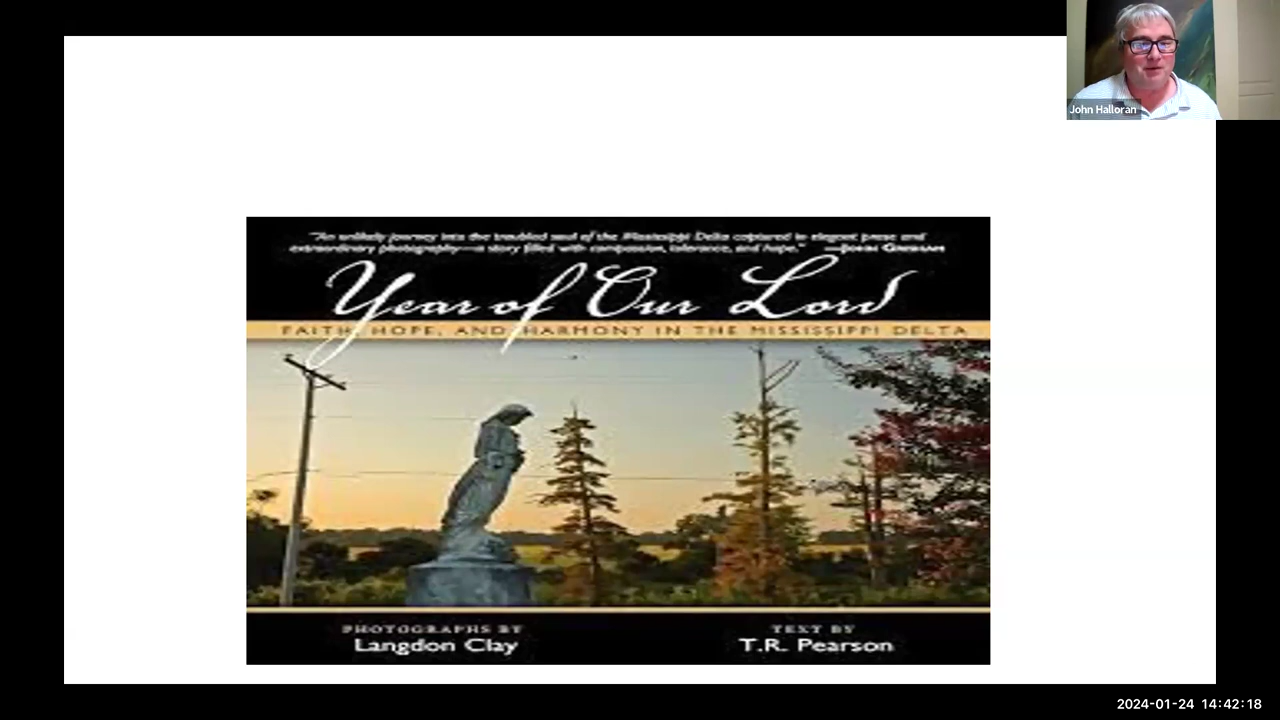 John Halloran
"An unlikely journey into the troubled soul of the Mississippi Delta captured in elegant prose and
extraordinary photography—a story filled with compassion, tolerance, and hope." —JOHN GRISHAM
Year of Our Lord
FAITH, HOPE, AND HARMONY IN THE MISSISSIPPI DELTA
PHOTOGRAPHS BY
Langdon Clay
TEXT BY
T.R. Pearson
2024-01-24 14:42:18